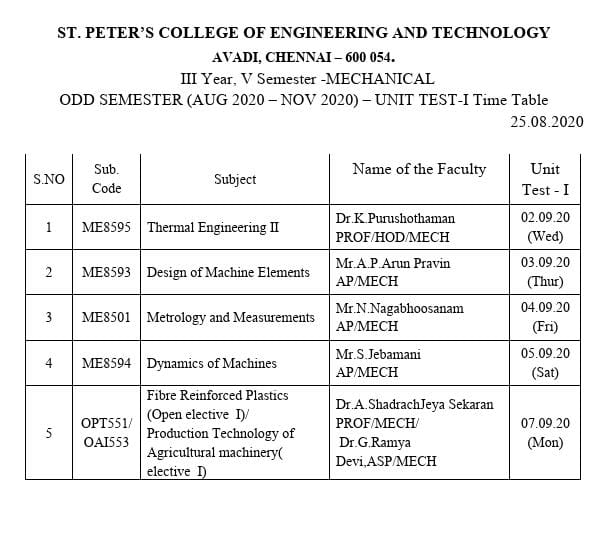 ST. PETER’S COLLEGE OF ENGINEERING AND TECHNOLOGY
AVADI, CHENNAI – 600 054.
III Year, V Semester -MECHANICAL
ODD SEMESTER (AUG 2020 – NOV 2020) – UNIT TEST-I Time Table
25.08.2020
S.NO
Sub.
Code
Subject
Name of the Faculty
Unit
Test - I
1
ME8595
Thermal Engineering II
Dr.K.Purushothaman
PROF/HOD/MECH
02.09.20
(Wed)
2
ME8593
Design of Machine Elements
Mr.A.P.Arun Pravin
AP/MECH
03.09.20
(Thur)
3
ME8501
Metrology and Measurements
Mr.N.Nagabhoosanam
AP/MECH
04.09.20
(Fri)
4
ME8594
Dynamics of Machines
Mr.S.Jebamani
AP/MECH
05.09.20
(Sat)
5
OPT551/
OAI553
Fibre Reinforced Plastics
(Open elective I)/
Production Technology of
Agricultural machinery(
elective I)
Dr.A.ShadrachJeya Sekaran
PROF/MECH/
Dr.G.Ramya
Devi,ASP/MECH
07.09.20
(Mon)